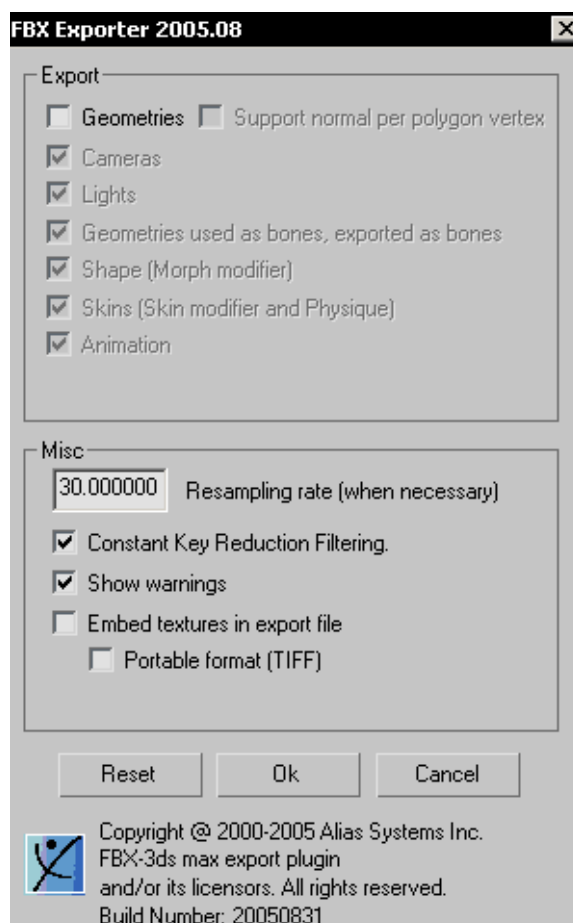 FBX Exporter 2005.08
Export
Geometries Support normal per polygon vertex
Cameras
Lights
Geometries used as bones, exported as bones
Shape (Morph modifier)
Skins (Skin modifier and Physique)
Animation
Misc
30.000000 Resampling rate (when necessary)
Constant Key Reduction Filtering.
Show warnings
Embed textures in export file
Portable format (TIFF)
Reset Ok Cancel
Copyright @ 2000-2005 Alias Systems Inc.
FBX-3ds max export plugin
and/or its licensors. All rights reserved.
Build Number: 20050831